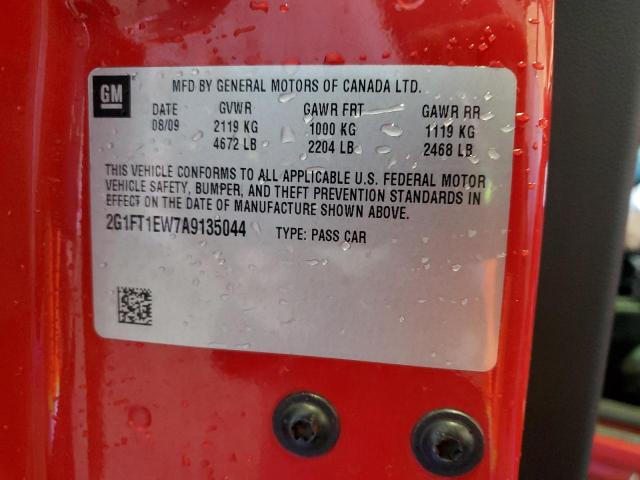 GM
MFD BY GENERAL MOTORS OF CANADA LTD.
DATE GVWR GAWR FRT GAWR RR
08/09 2119 KG 1000 KG 1119 KG
4672 LB 2204 LB 2468 LB
THIS VEHICLE CONFORMS TO ALL APPLICABLE U.S. FEDERAL MOTOR
VEHICLE SAFETY, BUMPER, AND THEFT PREVENTION STANDARDS IN
EFFECT ON THE DATE OF MANUFACTURE SHOWN ABOVE.
2G1FT1EW7A9135044 TYPE: PASS CAR